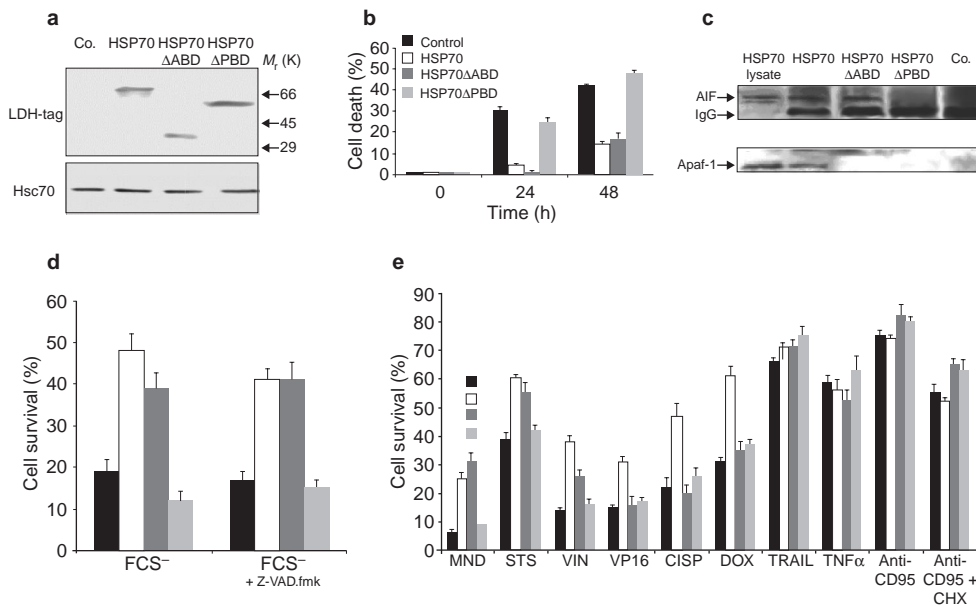 a
Co. HSP70 HSP70 ΔABD HSP70 ΔPBD
Mr (K)
LDH-tag
66
45
29
Hsc70
b
Cell death (%)
60
50
40
30
20
10
0
Control
HSP70
HSP70ΔABD
HSP70ΔPBD
0 24 48
Time (h)
c
HSP70 lysate HSP70 HSP70 ΔABD HSP70 ΔPBD Co.
AIF
IgG
Apaf-1
d
Cell survival (%)
60
50
40
30
20
10
0
FCS⁻ FCS⁻
+ Z-VAD.fmk
e
Cell survival (%)
90
80
70
60
50
40
30
20
10
0
MND STS VIN VP16 CISP DOX TRAIL TNFα Anti- Anti-
CD95 CD95 +
CHX